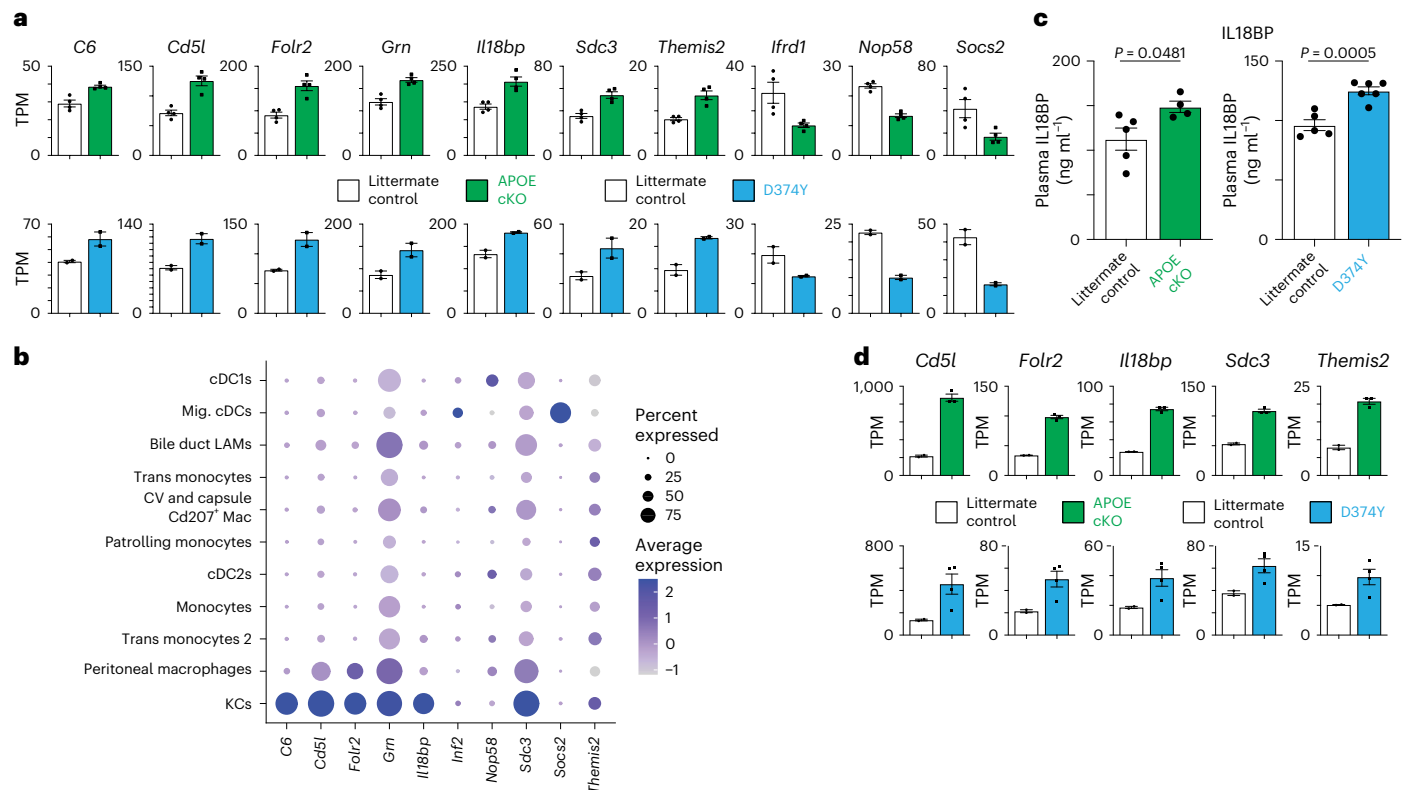 a
C6 Cd5l Folr2 Grn Il18bp Sdc3 Themis2 Ifrd1 Nop58 Socs2
TPM
50 150 200 200 250 80 20 40 30 80
0 0 0 0 0 0 0 0 0 0
Littermate control
APOE cKO
Littermate control
D374Y
TPM
70 140 150 200 200 60 20 30 25 50
0 0 0 0 0 0 0 0 0 0
b
cDC1s
Mig. cDCs
Bile duct LAMs
Trans monocytes
CV and capsule
Cd207+ Mac
Patrolling monocytes
cDC2s
Monocytes
Trans monocytes 2
Peritoneal macrophages
KCs
C6 Cd5l Folr2 Grn Il18bp Inf2 Nop58 Sdc3 Socs2 Themis2
Percent
expressed
0
25
50
75
Average
expression
2
1
0
−1
c
IL18BP
P = 0.0481 P = 0.0005
200 150
Plasma IL18BP
(ng ml−1)
Plasma IL18BP
(ng ml−1)
0 0
Littermate
control
APOE
cKO
Littermate
control
D374Y
d
Cd5l Folr2 Il18bp Sdc3 Themis2
1,000 150 100 150 25
TPM TPM TPM TPM TPM
0 0 0 0 0
Littermate control
APOE cKO
Littermate control
D374Y
800 80 60 80 15
TPM TPM TPM TPM TPM
0 0 0 0 0